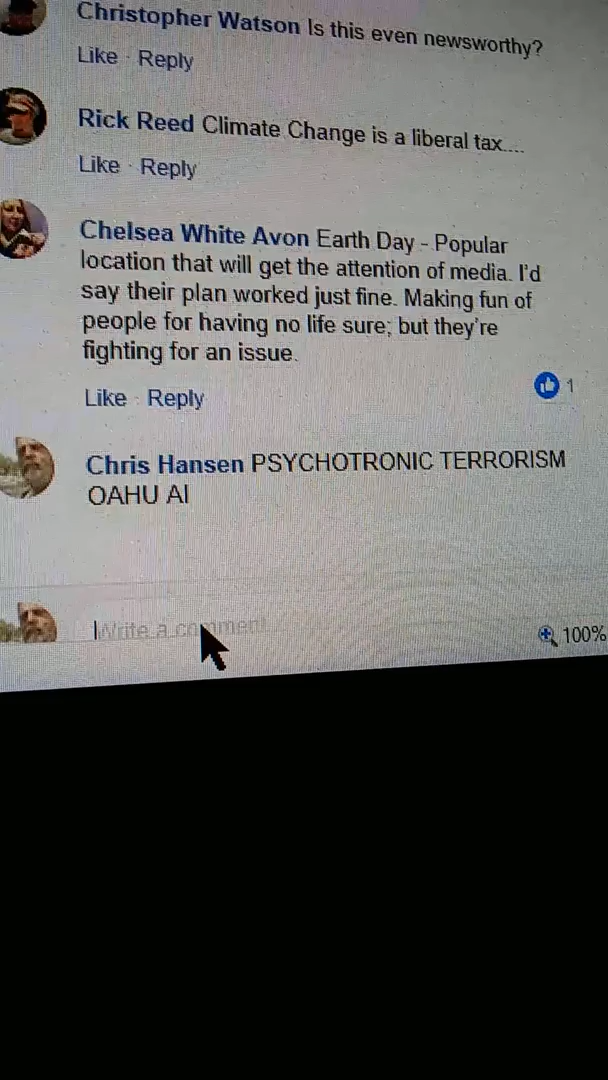 Christopher Watson Is this even newsworthy?
Like · Reply
Rick Reed Climate Change is a liberal tax....
Like · Reply
Chelsea White Avon Earth Day - Popular
location that will get the attention of media. I'd
say their plan worked just fine. Making fun of
people for having no life sure; but they're
fighting for an issue.
Like · Reply
1
Chris Hansen PSYCHOTRONIC TERRORISM
OAHU AI
Write a comment
100%